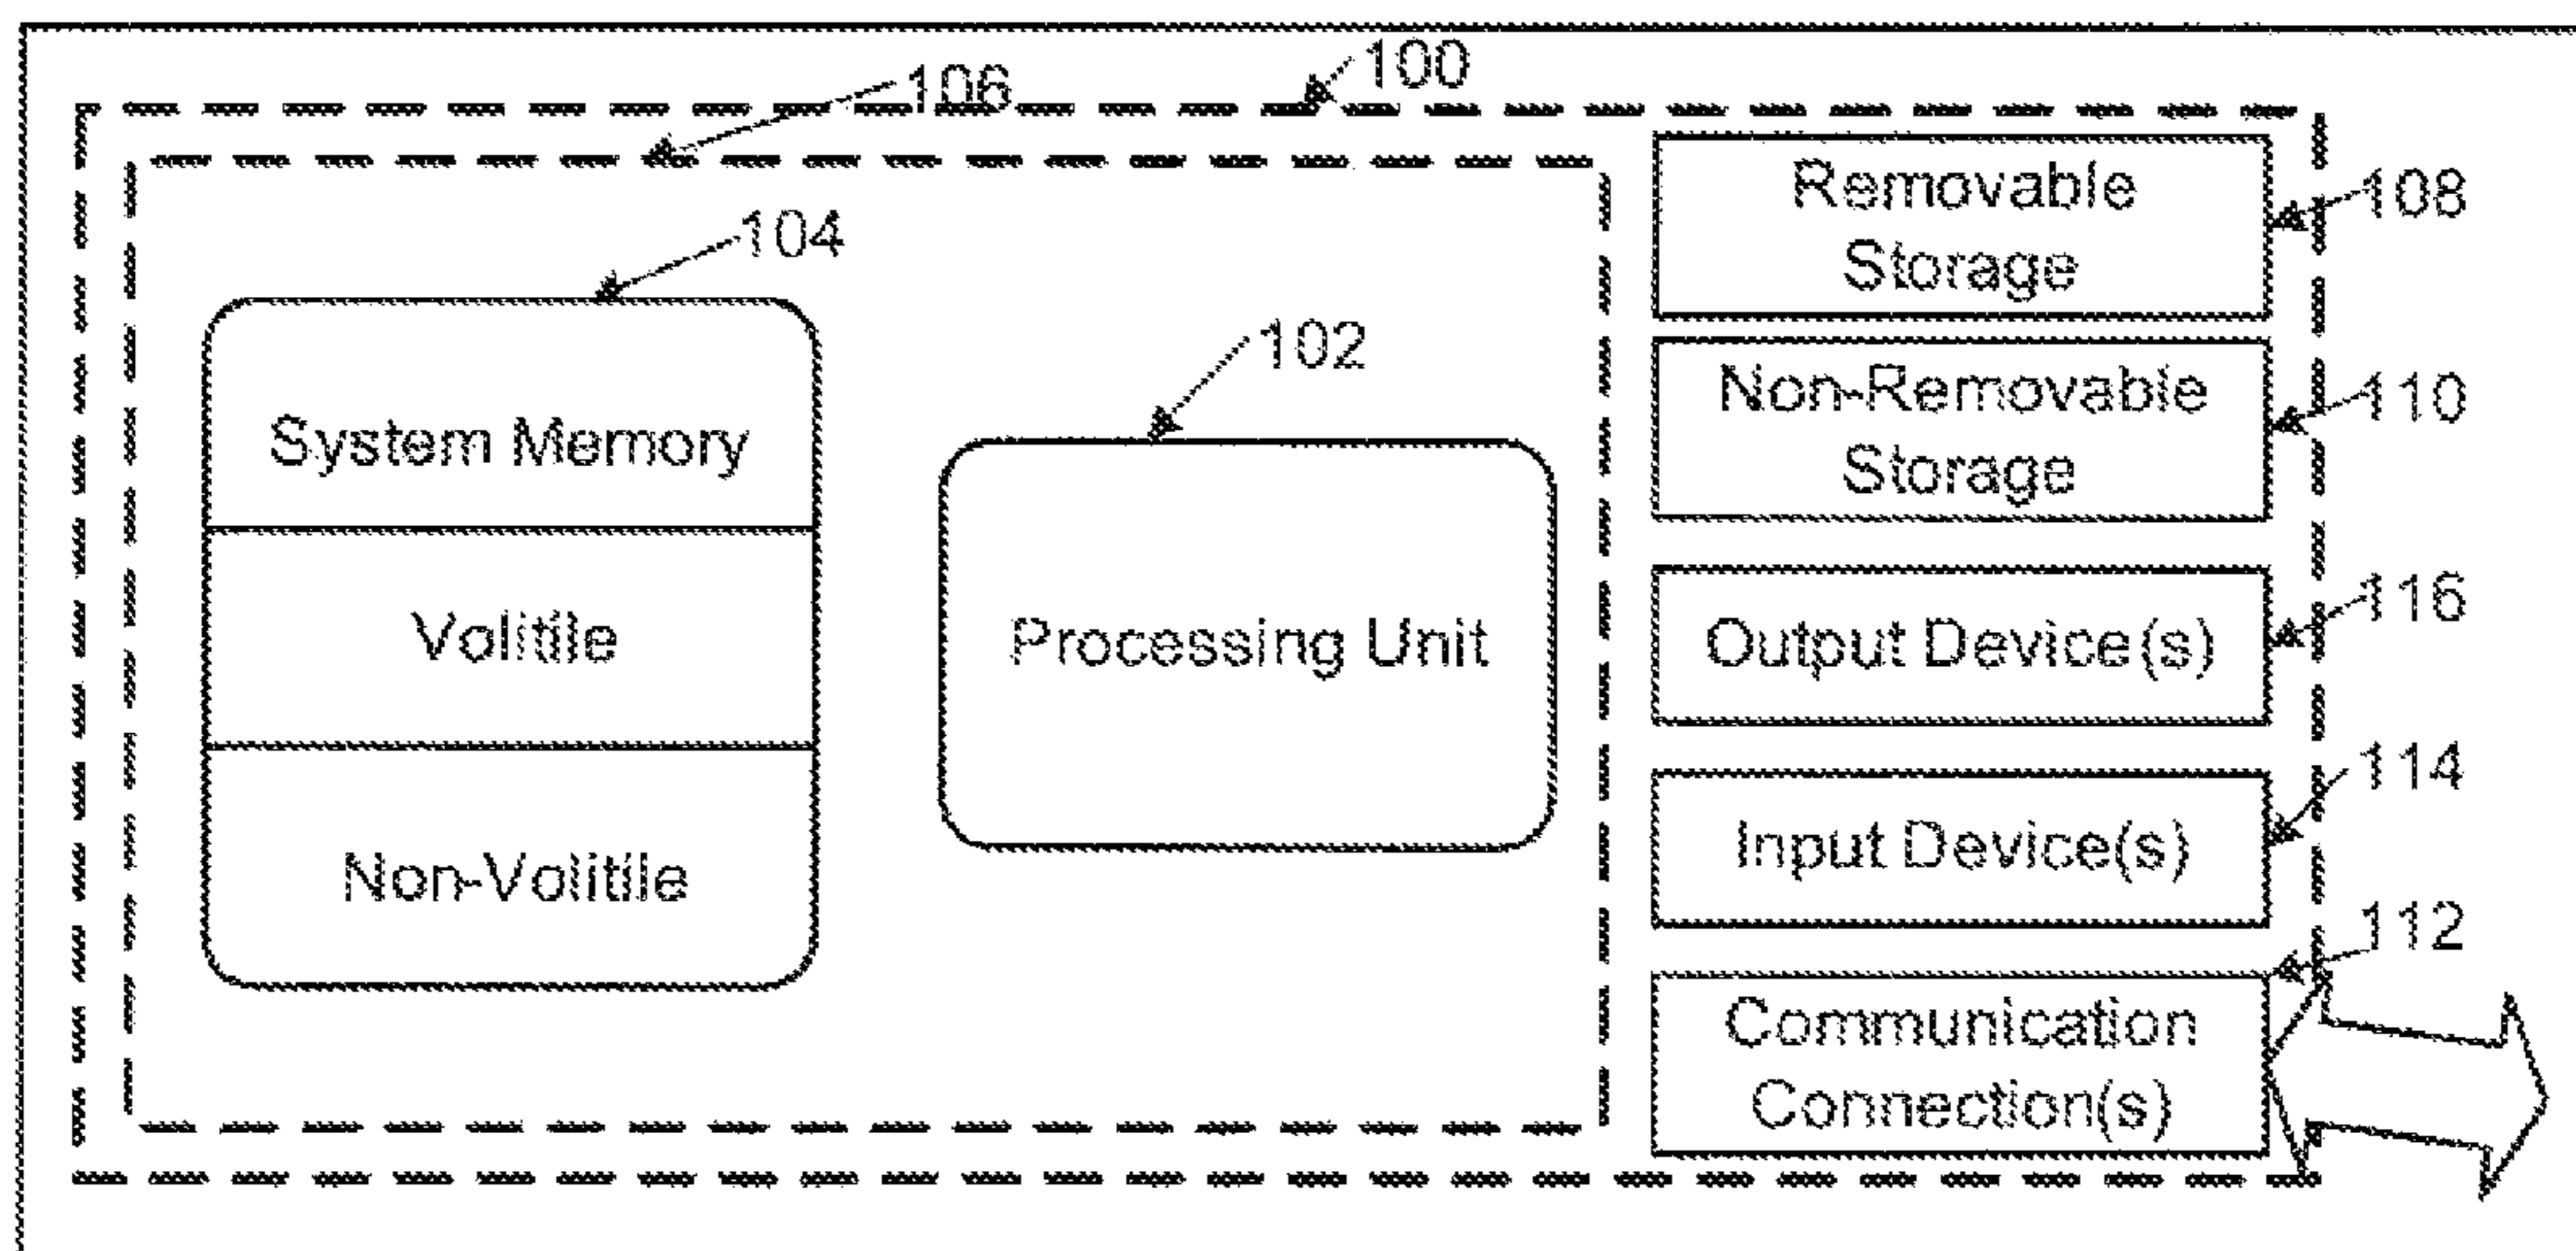 106
100
104
System Memory
Volitile
Non-Volitile
102
Processing Unit
Removable
Storage
108
Non-Removable
Storage
110
Output Device(s)
116
Input Device(s)
114
Communication
Connection(s)
112